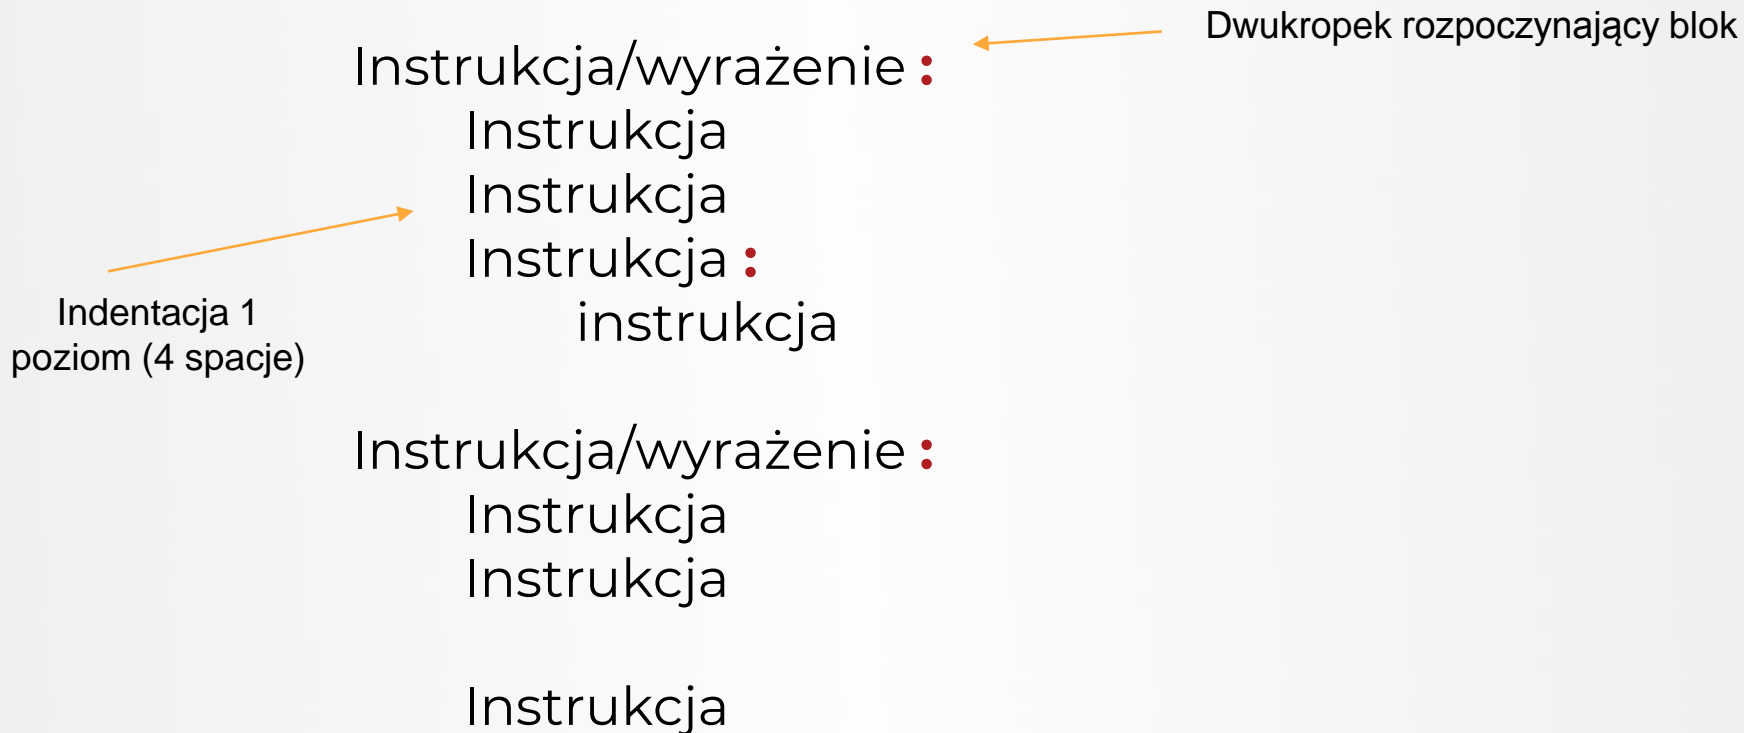 Dwukropek rozpoczynający blok
Instrukcja/wyrażenie :
Instrukcja
Instrukcja
Instrukcja :
instrukcja
Indentacja 1
poziom (4 spacje)
Instrukcja/wyrażenie :
Instrukcja
Instrukcja
Instrukcja